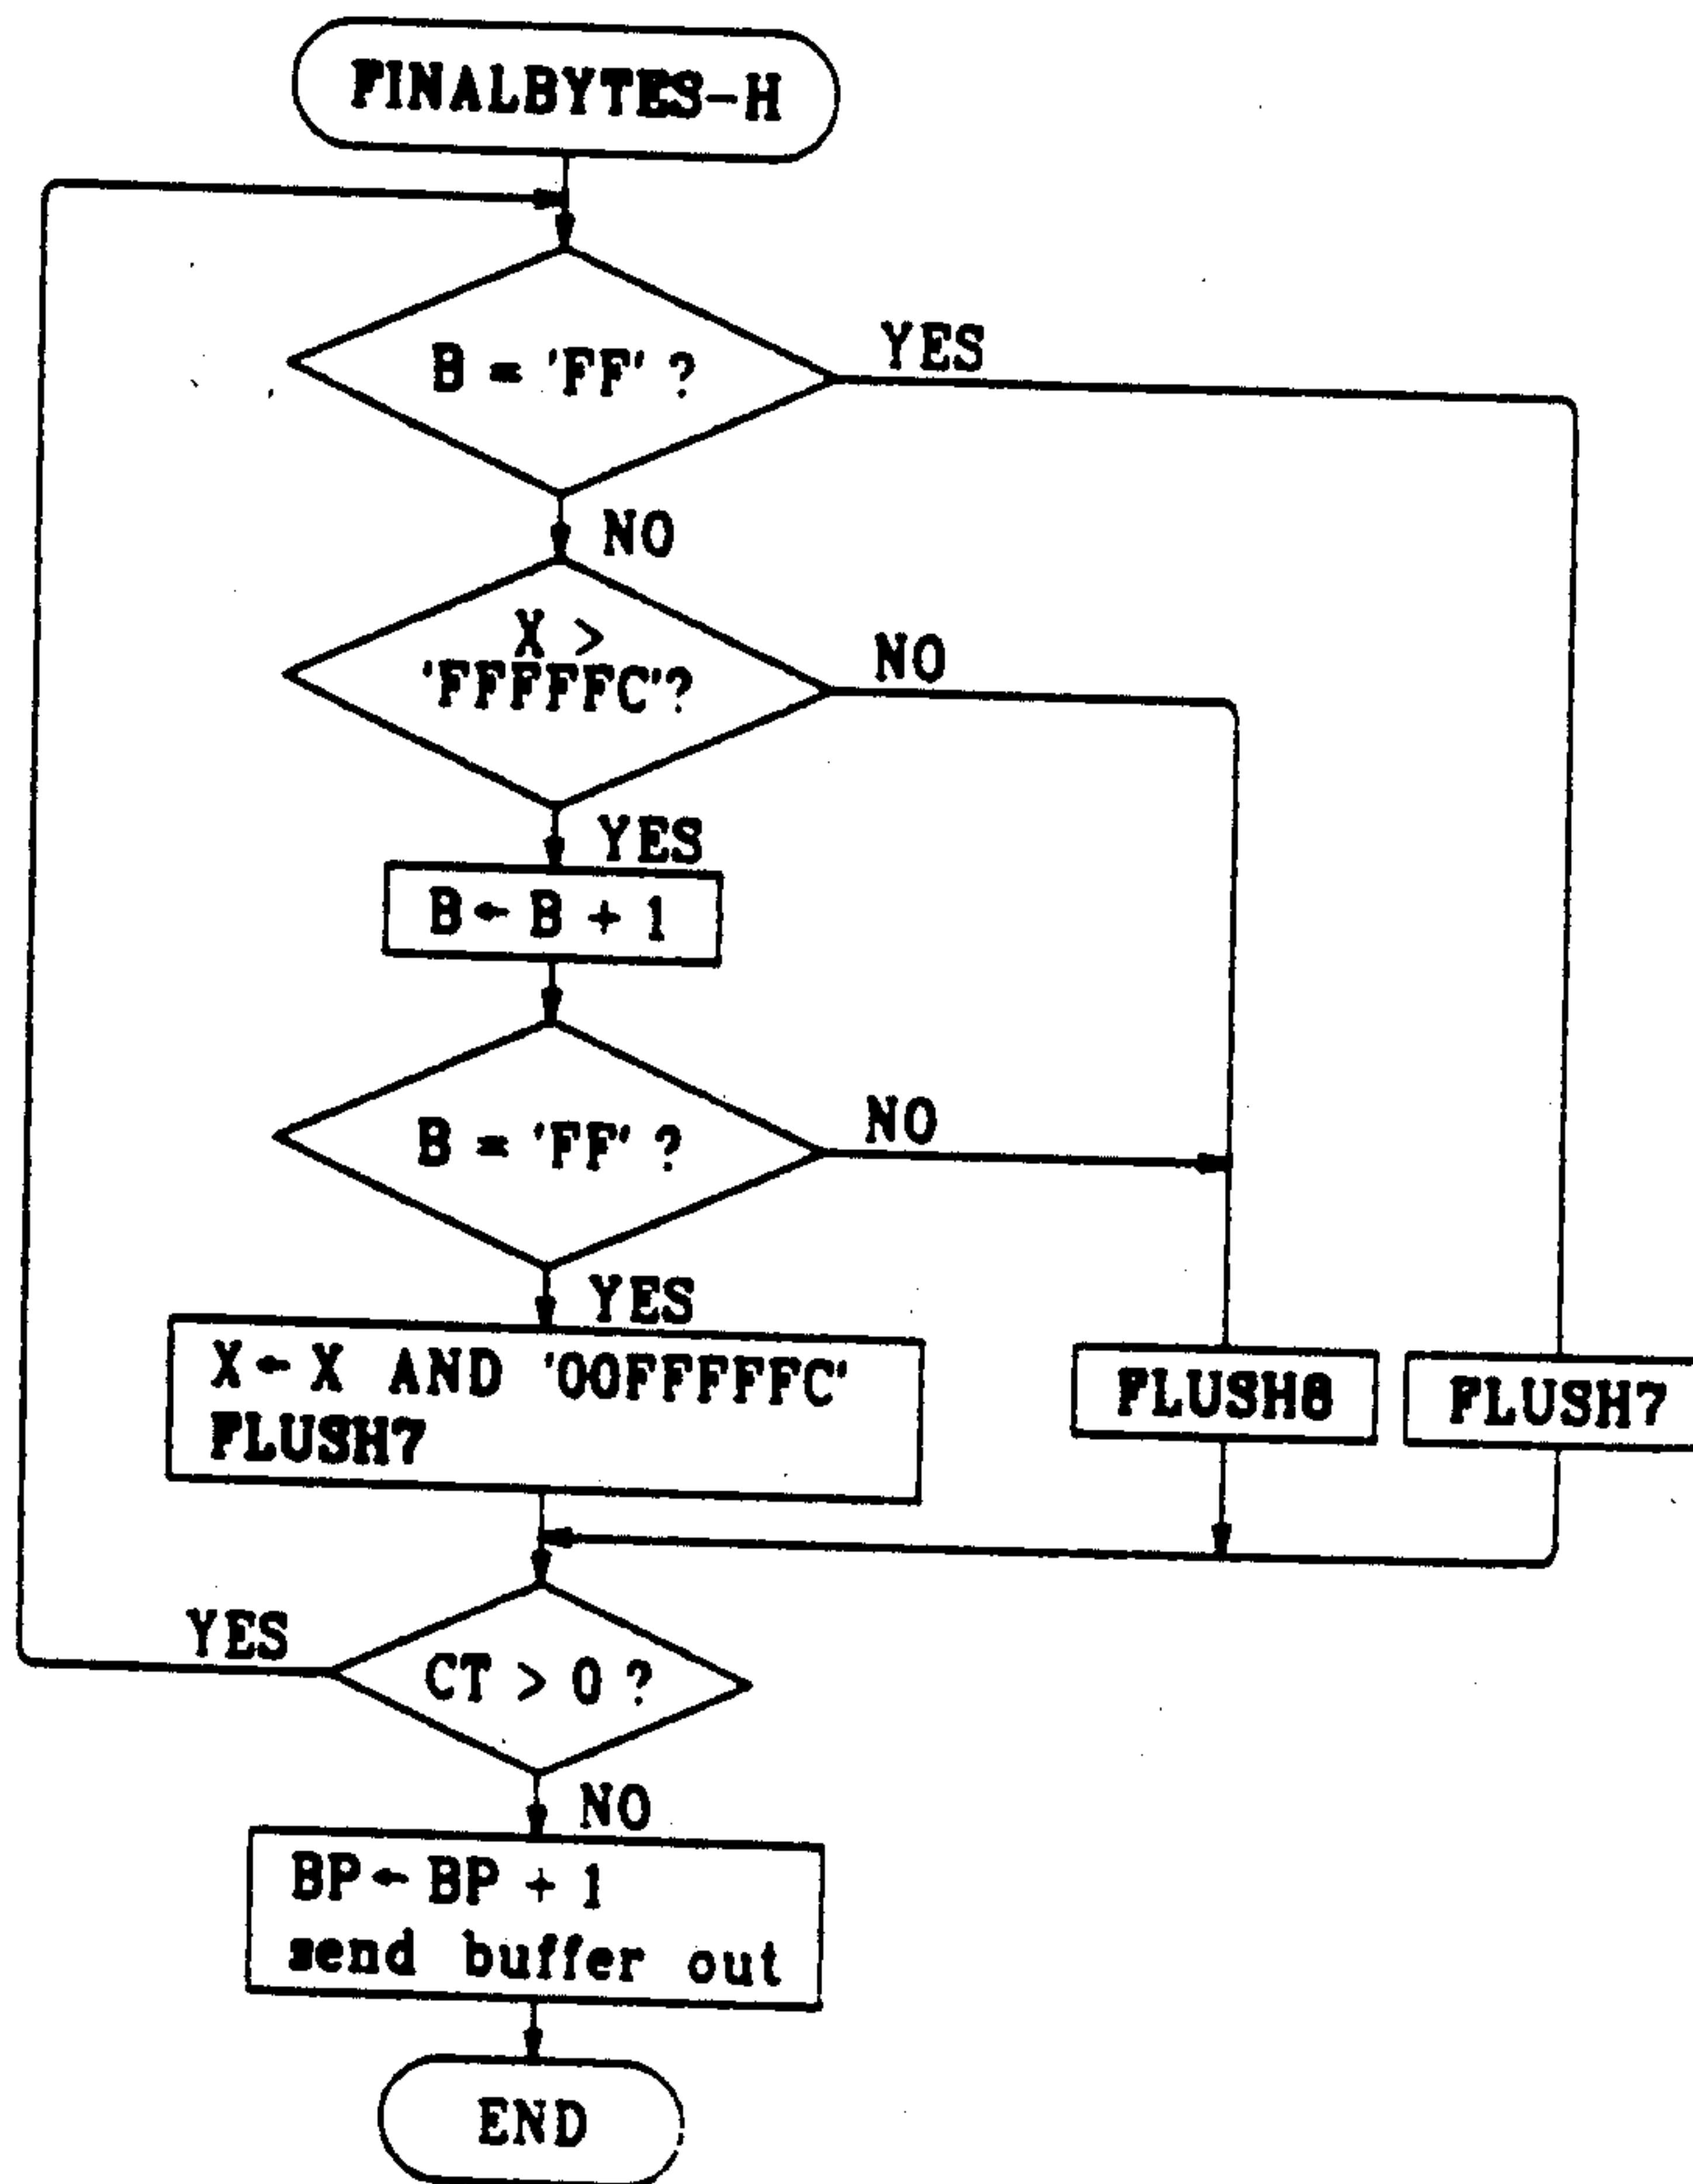 FINALBYTES-H
B = 'FF' ?
YES
NO
X >
'FFFFFC'?
NO
YES
B ← B + 1
B = 'FF' ?
NO
YES
X ← X AND '00FFFFFC'
FLUSH7
FLUSH8
FLUSH7
CT > 0 ?
YES
NO
BP ← BP + 1
send buffer out
END